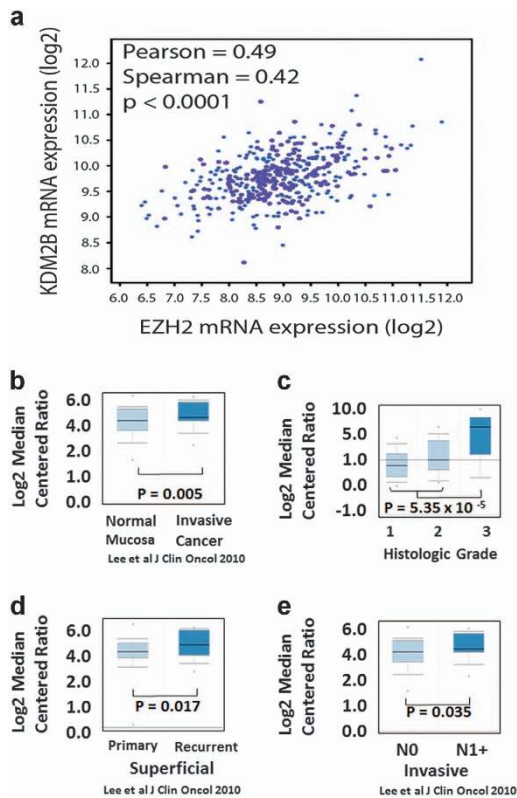 a
Pearson = 0.49
Spearman = 0.42
p < 0.0001
KDM2B mRNA expression (log2)
12.0
11.5
11.0
10.5
10.0
9.5
9.0
8.5
8.0
6.0 6.5 7.0 7.5 8.0 8.5 9.0 9.5 10.0 10.5 11.0 11.5 12.0
EZH2 mRNA expression (log2)
b
Log2 Median
Centered Ratio
6.0
4.0
2.0
0.0
P = 0.005
Normal Invasive
Mucosa Cancer
Lee et al J Clin Oncol 2010
c
Log2 Median
Centered Ratio
10.0
5.0
1.0
0.0
-1.0
P = 5.35 x 10 -5
1 2 3
Histologic Grade
d
Log2 Median
Centered Ratio
6.0
4.0
2.0
0.0
P = 0.017
Primary Recurrent
Superficial
Lee et al J Clin Oncol 2010
e
Log2 Median
Centered Ratio
6.0
4.0
2.0
0.0
P = 0.035
N0 N1+
Invasive
Lee et al J Clin Oncol 2010